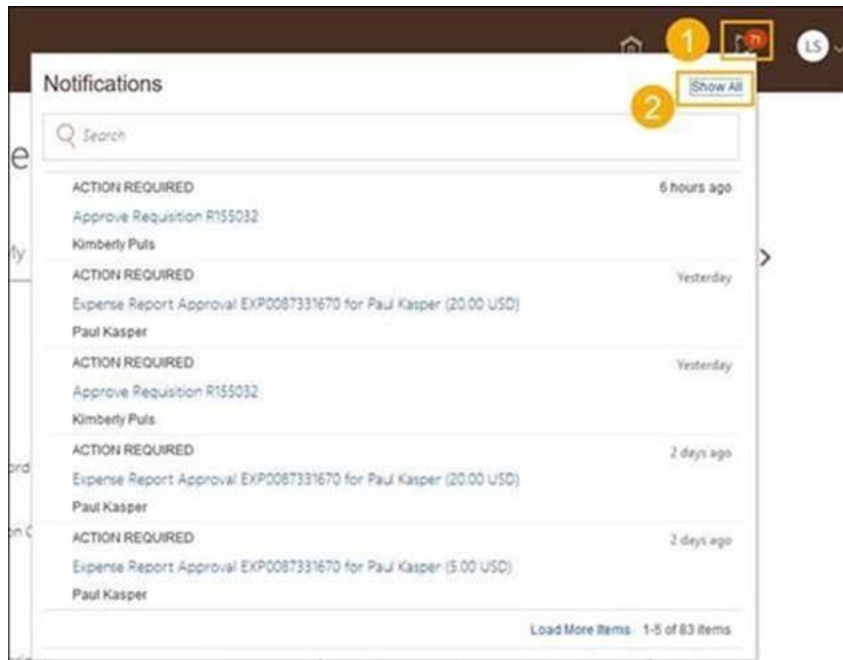 1
71
LS
Notifications
Show All
2
Search
e
ACTION REQUIRED
6 hours ago
Approve Requisition R155032
Kimberly Puls
ly
ACTION REQUIRED
Yesterday
Expense Report Approval EXP0087331670 for Paul Kasper (20.00 USD)
Paul Kasper
ACTION REQUIRED
Yesterday
Approve Requisition R155032
Kimberly Puls
ACTION REQUIRED
2 days ago
ord
Expense Report Approval EXP0087331670 for Paul Kasper (20.00 USD)
Paul Kasper
on C
ACTION REQUIRED
2 days ago
Expense Report Approval EXP0087331670 for Paul Kasper (5.00 USD)
Paul Kasper
Load More Items 1-5 of 83 items